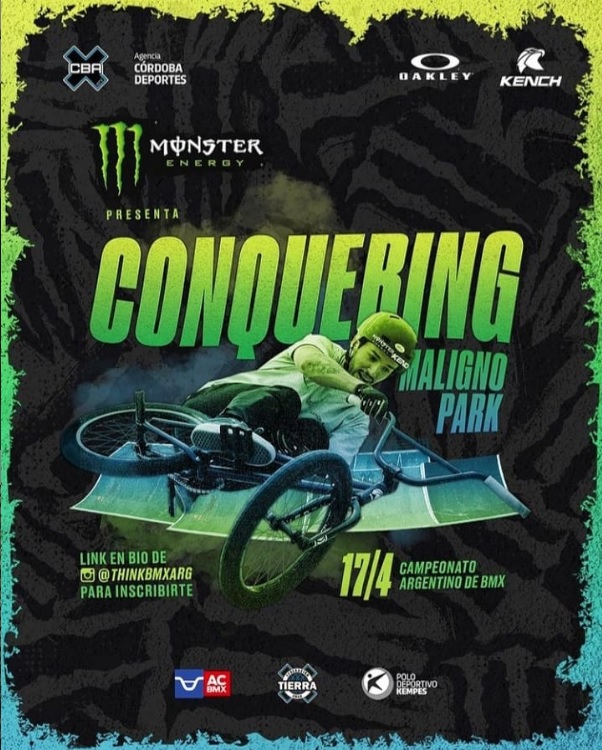 CBA
Agencia
CÓRDOBA
DEPORTES
OAKLEY
KENCH
MONSTER
ENERGY
PRESENTA
CONQUERING
MALIGNO
PARK
LINK EN BIO DE
@THINKBMXARG
PARA INSCRIBIRTE
17/4
CAMPEONATO
ARGENTINO DE BMX
AC
BMX
TIERRA
POLO
DEPORTIVO
KEMPES